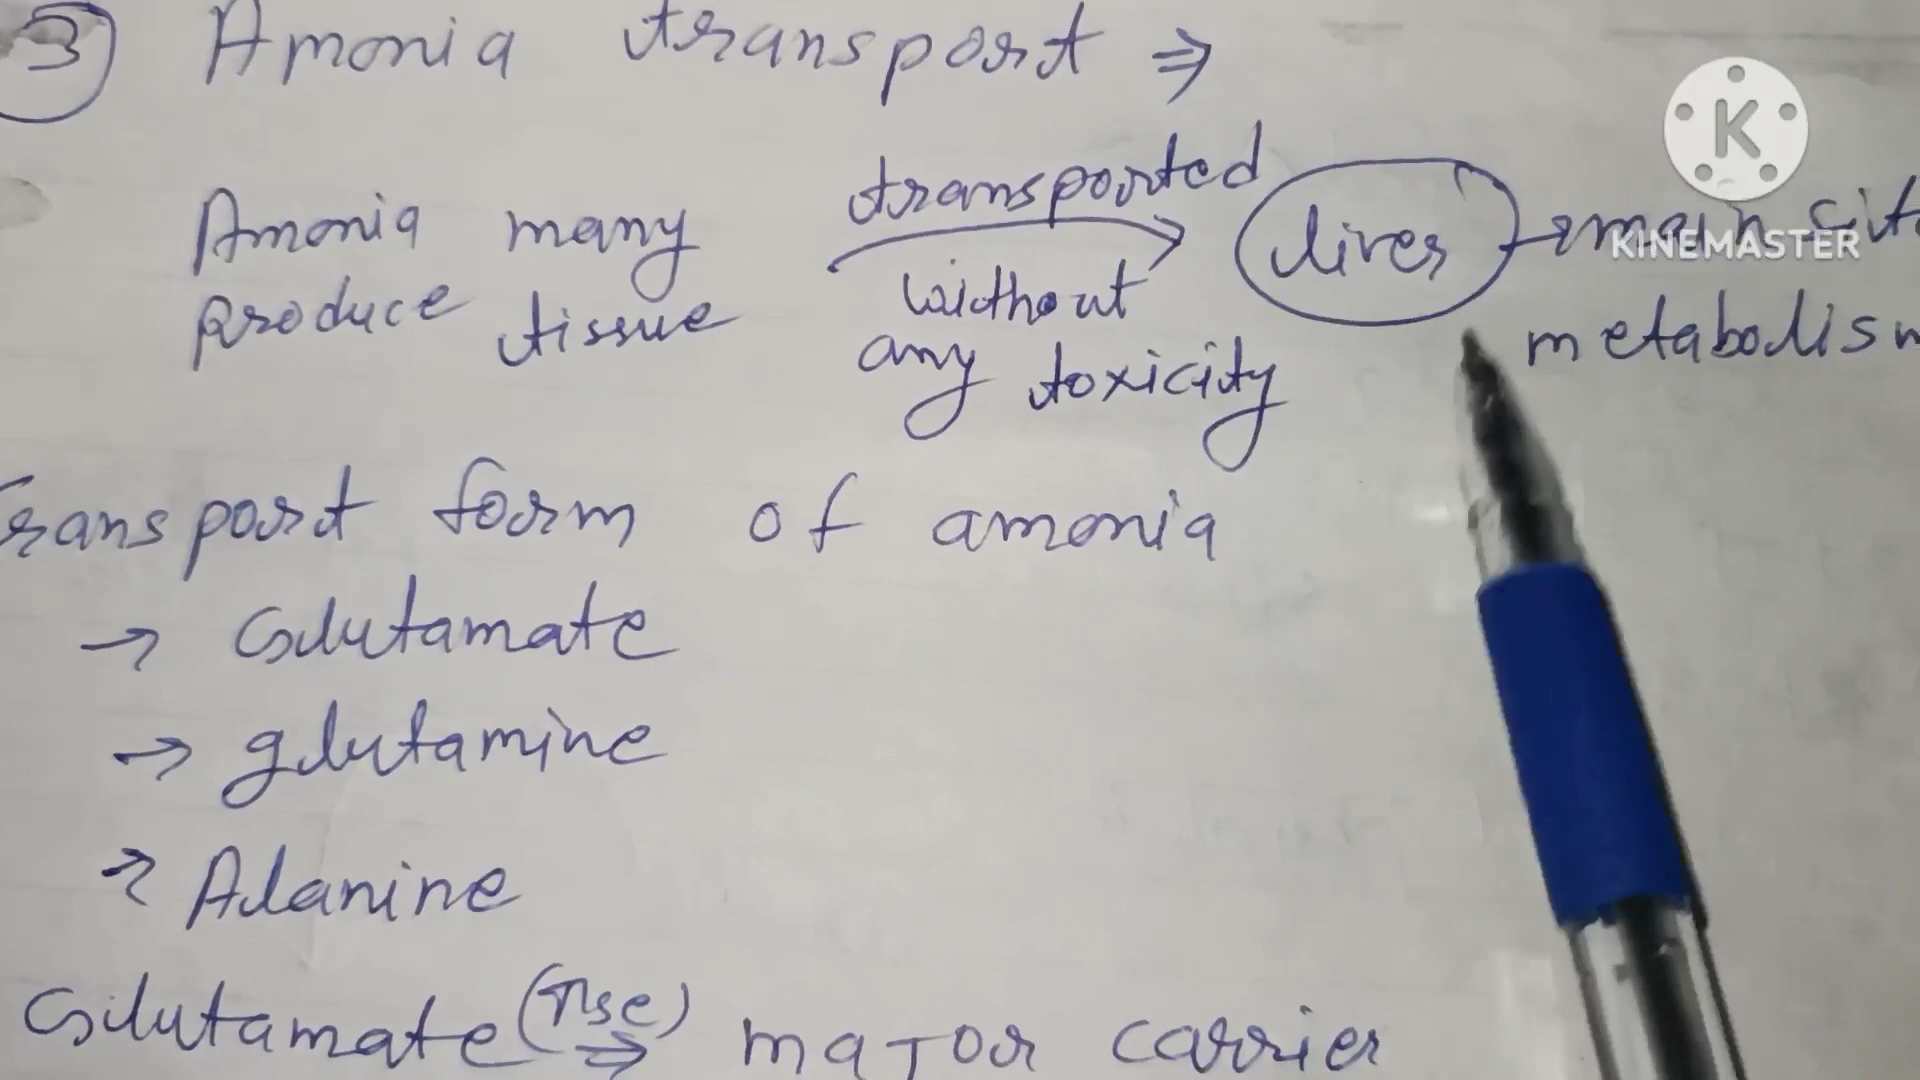 3 Amonia transport ⇒
Amonia many transported liver → main site
produce tissue without metabolism
any toxicity
Transport form of amonia
→ Glutamate
→ glutamine
→ Alanine
Glutamate ⇒ major carrier
K
KINEMASTER